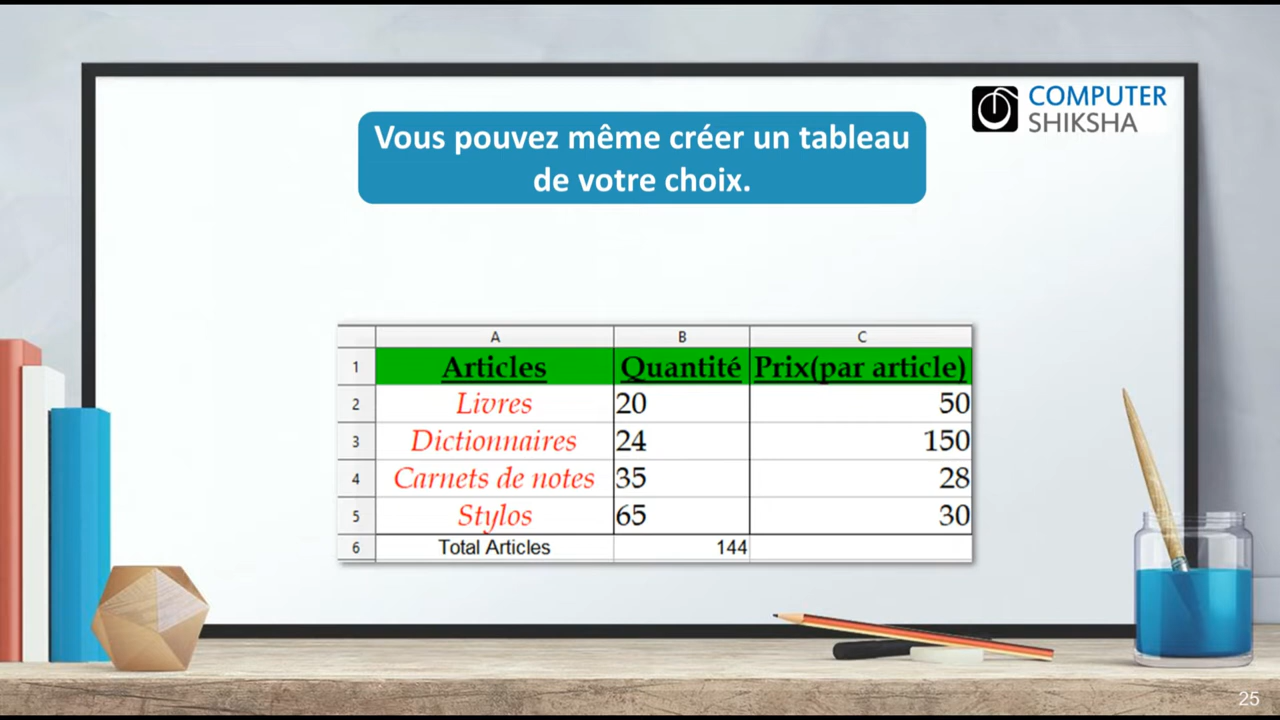 COMPUTER
SHIKSHA
Vous pouvez même créer un tableau
de votre choix.
A B C
1 Articles Quantité Prix(par article)
2 Livres 20 50
3 Dictionnaires 24 150
4 Carnets de notes 35 28
5 Stylos 65 30
6 Total Articles 144
25